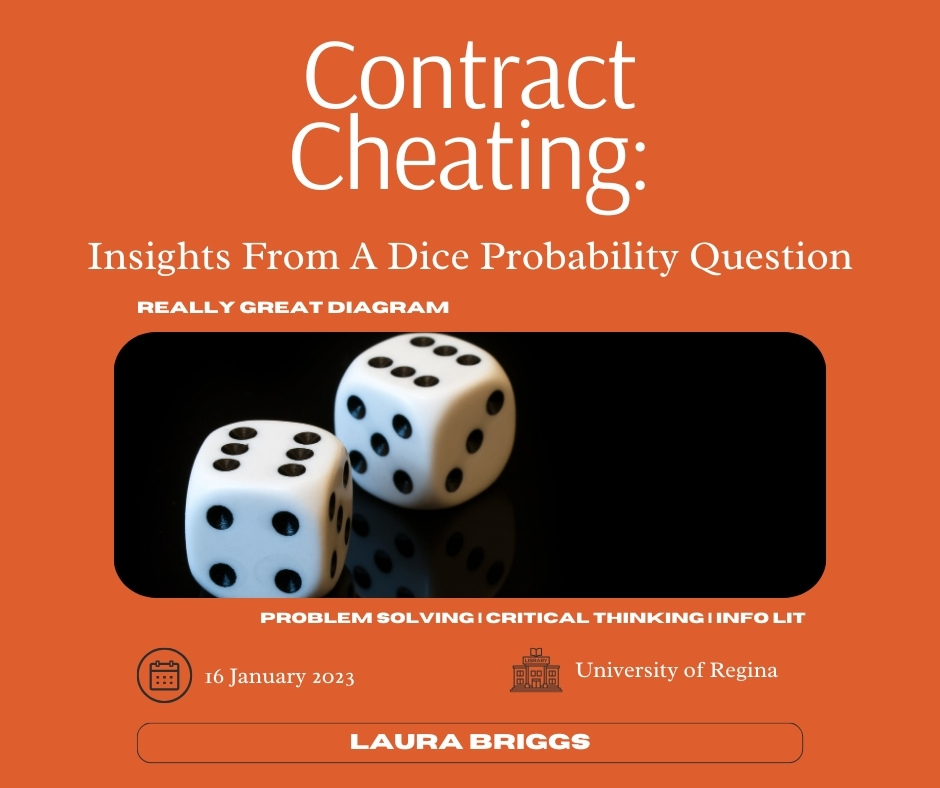 Contract
Cheating:
Insights From A Dice Probability Question
REALLY GREAT DIAGRAM
PROBLEM SOLVING | CRITICAL THINKING | INFO LIT
16 January 2023
LIBRARY
University of Regina
LAURA BRIGGS